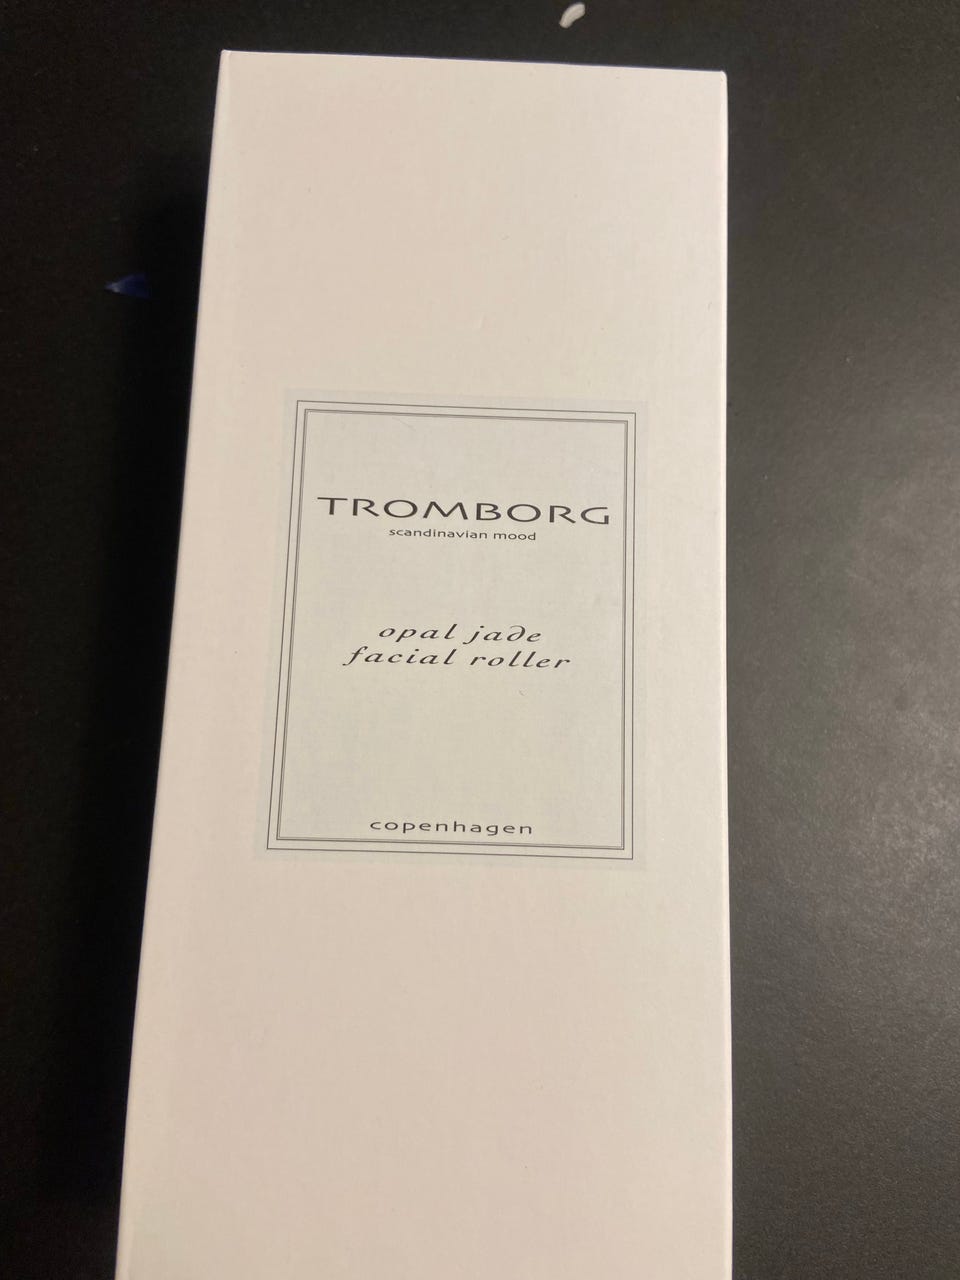 TROMBORG
scandinavian mood
opal jade
facial roller
copenhagen